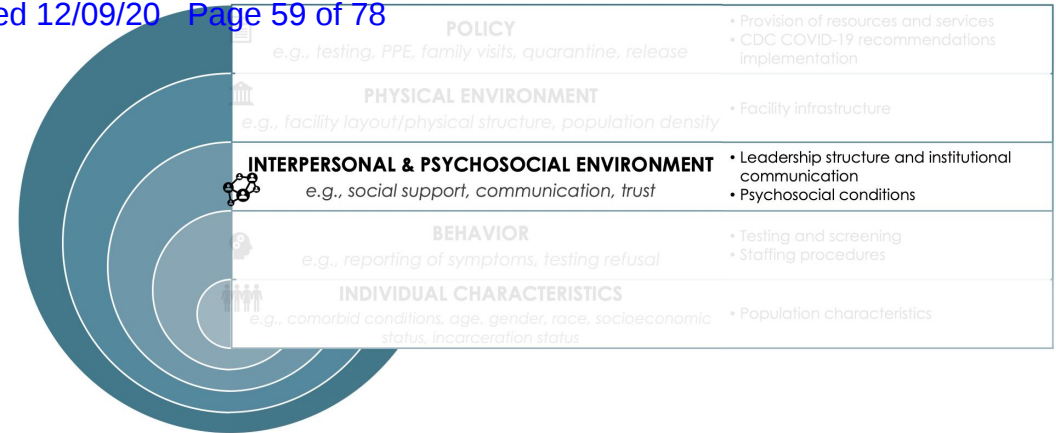 ed 12/09/20 Page 59 of 78
POLICY
e.g., testing, PPE, family visits, quarantine, release
• Provision of resources and services
• CDC COVID-19 recommendations
implementation
PHYSICAL ENVIRONMENT
e.g., facility layout/physical structure, population density
• Facility infrastructure
INTERPERSONAL & PSYCHOSOCIAL ENVIRONMENT
e.g., social support, communication, trust
• Leadership structure and institutional
communication
• Psychosocial conditions
BEHAVIOR
e.g., reporting of symptoms, testing refusal
• Testing and screening
• Staffing procedures
INDIVIDUAL CHARACTERISTICS
e.g., comorbid conditions, age, gender, race, socioeconomic
status, incarceration status
• Population characteristics